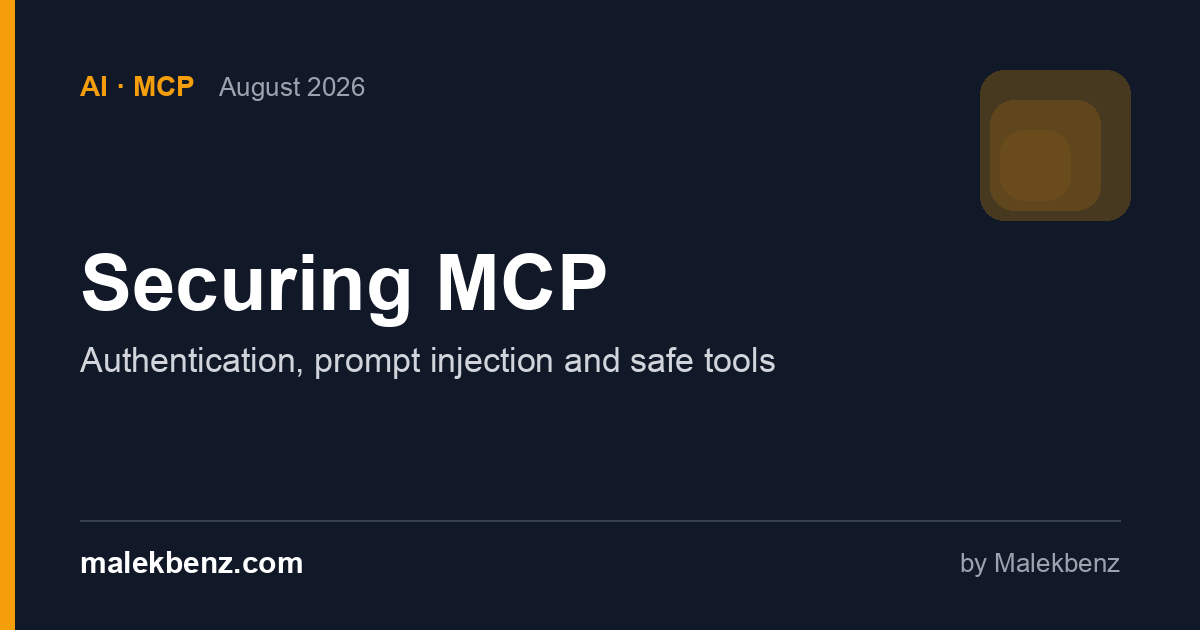 AI · MCP August 2026
Securing MCP
Authentication, prompt injection and safe tools
malekbenz.com by Malekbenz